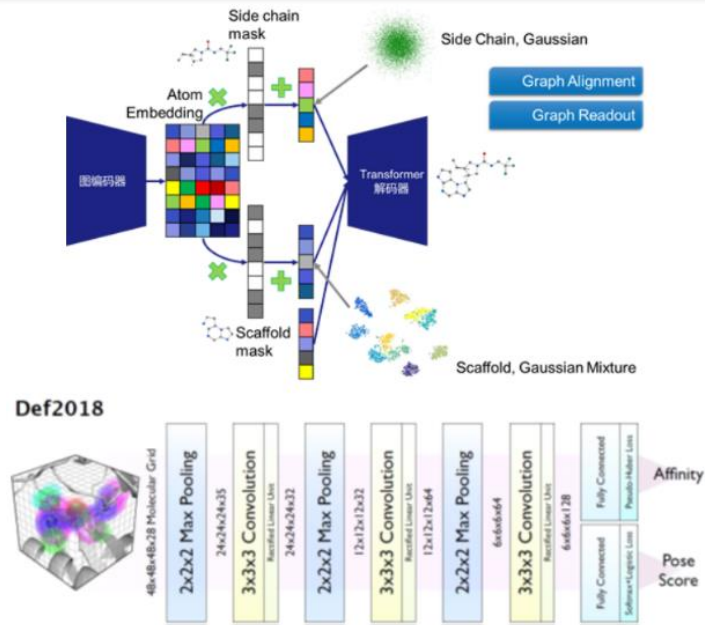 Side chain
mask
Side Chain, Gaussian
Graph Alignment
Graph Readout
Atom
Embedding
图编码器
Transformer
解码器
Scaffold
mask
Scaffold, Gaussian Mixture
Def2018
48x48x48x28 Molecular Grid
2x2x2 Max Pooling
24x24x24x35
3x3x3 Convolution
Rectified Linear Unit
24x24x24x32
2x2x2 Max Pooling
12x12x12x32
3x3x3 Convolution
Rectified Linear Unit
12x12x12x64
2x2x2 Max Pooling
6x6x6x64
3x3x3 Convolution
Rectified Linear Unit
6x6x6x128
Fully Connected
Pseudo-Huber Loss
Affinity
Fully Connected
Softmax+Logistic Loss
Pose
Score